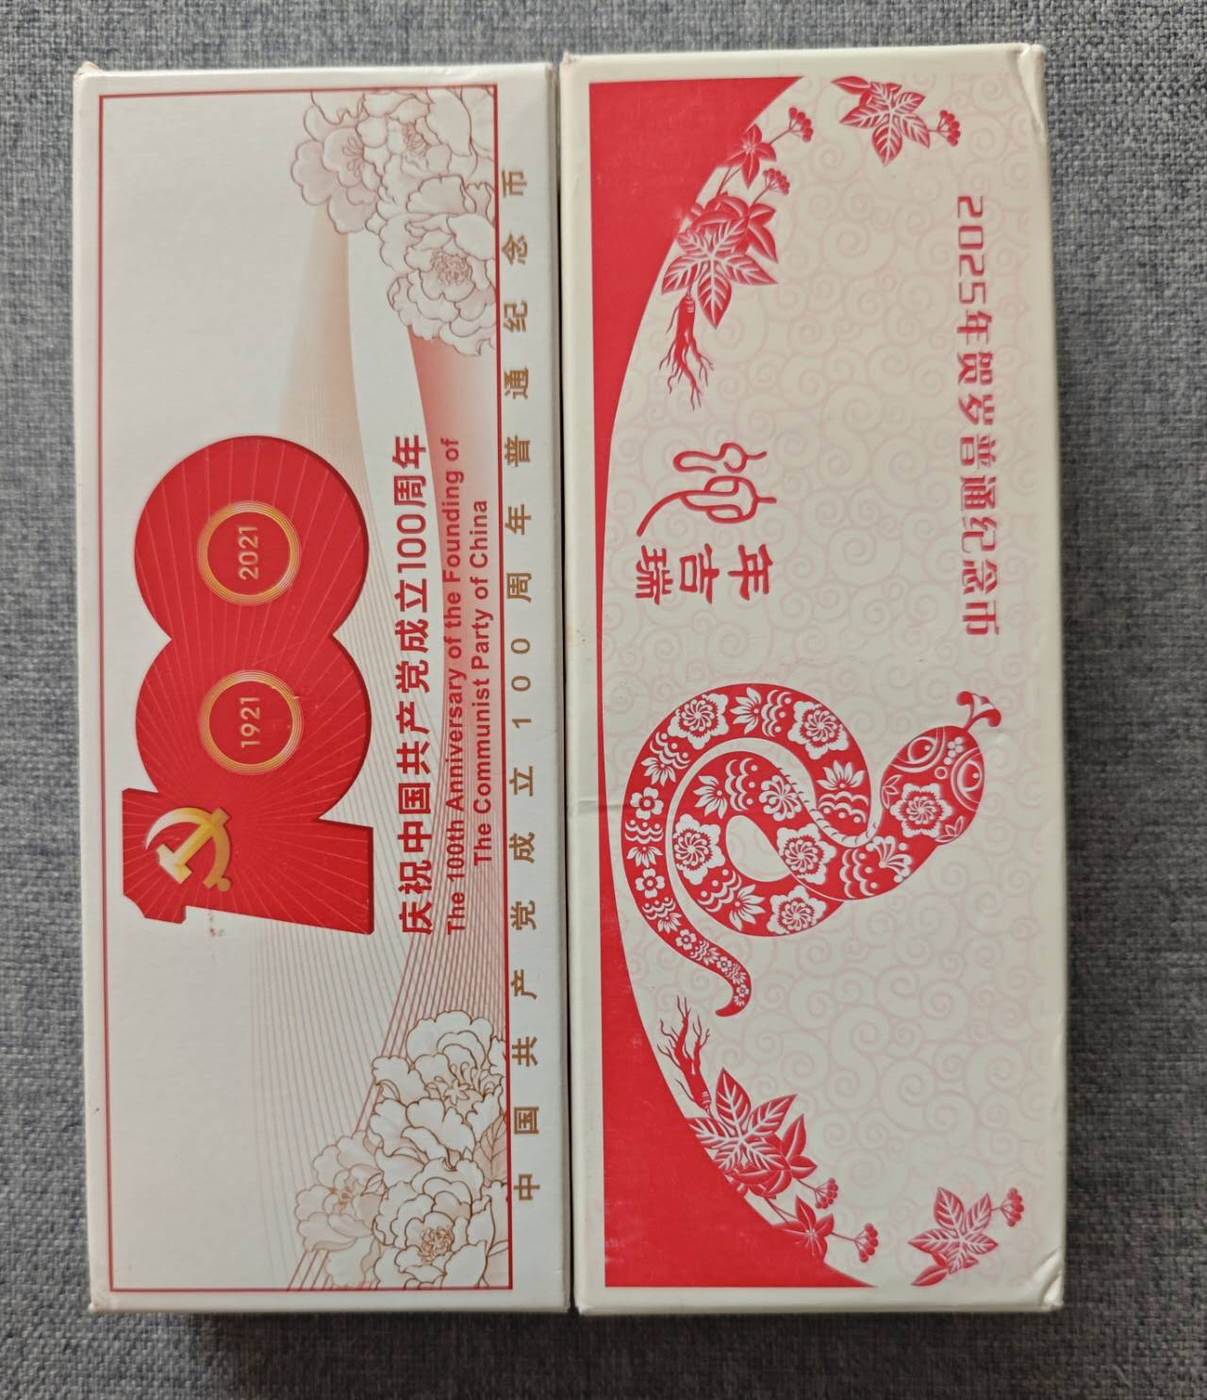 1921
2021
庆祝中国共产党成立100周年
The 100th Anniversary of the Founding of
The Communist Party of China
中国共产党成立100周年普通纪念币
2025年贺岁普通纪念币
蛇
年
吉
瑞